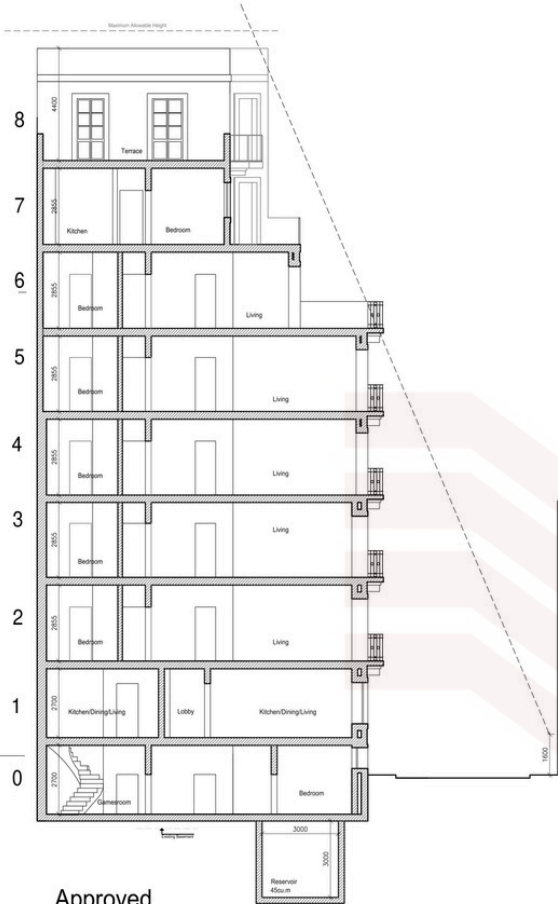 Maximum Allowable Height
8
4400
Terrace
7
2855
Kitchen
Bedroom
6
2855
Bedroom
Living
5
2855
Bedroom
Living
4
2855
Bedroom
Living
3
2855
Bedroom
Living
2
2855
Bedroom
Living
1
2700
Kitchen/Dining/Living
Lobby
Kitchen/Dining/Living
1600
0
2700
Gamesroom
Bedroom
Existing Basement
3000
3000
Reservoir
45cu.m
Approved